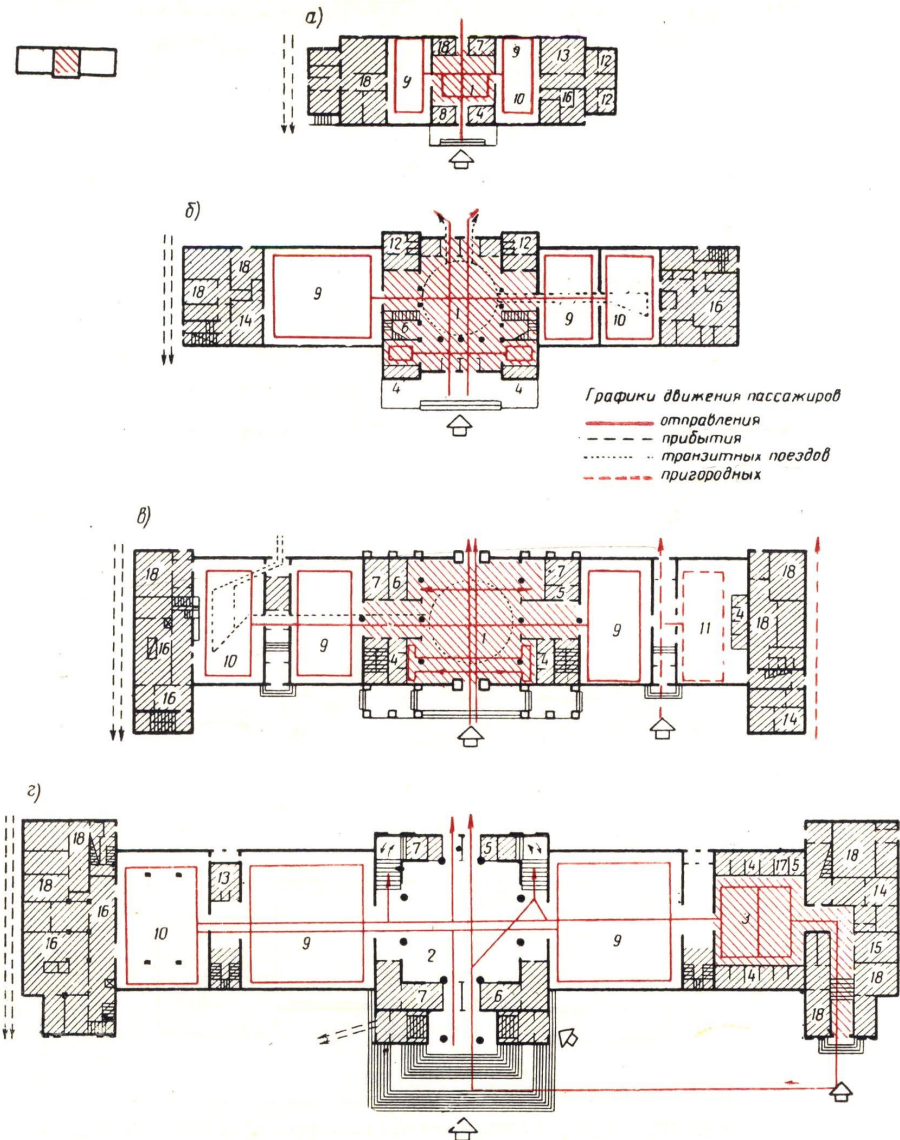 а)
18 7 9 13 12
18 9 1 10 16 12
8 4
б)
12 12
18
9 9 10
18 1 16
14 6
4 4
Графики движения пассажиров
отправления
прибытия
транзитных поездов
пригородных
в)
18 7 6 7 18
5
4
10 9 1 9 11 18
16 4 4
16 14
г)
18 7 5 4 17 5 18
18 13 14
16
10 9 9 3
16 2 15
4
7 6 18 18